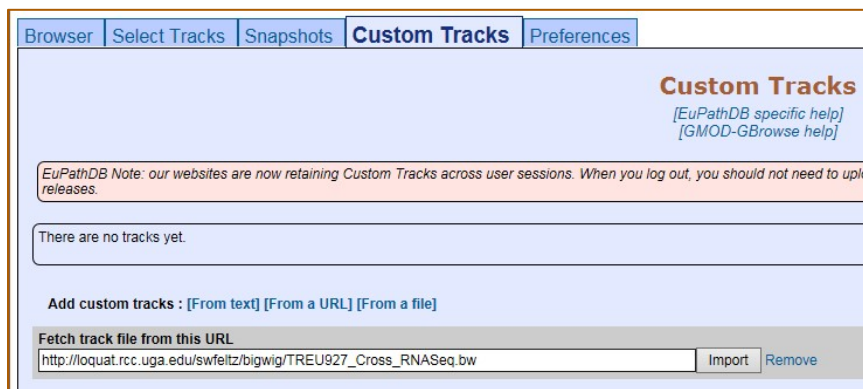 Browser Select Tracks Snapshots Custom Tracks Preferences
Custom Tracks
[EuPathDB specific help]
[GMOD-GBrowse help]
EuPathDB Note: our websites are now retaining Custom Tracks across user sessions. When you log out, you should not need to
releases.
There are no tracks yet.
Add custom tracks : [From text] [From a URL] [From a file]
Fetch track file from this URL
http://loquat.rcc.uga.edu/swfeltz/bigwig/TREU927_Cross_RNASeq.bw Import Remove